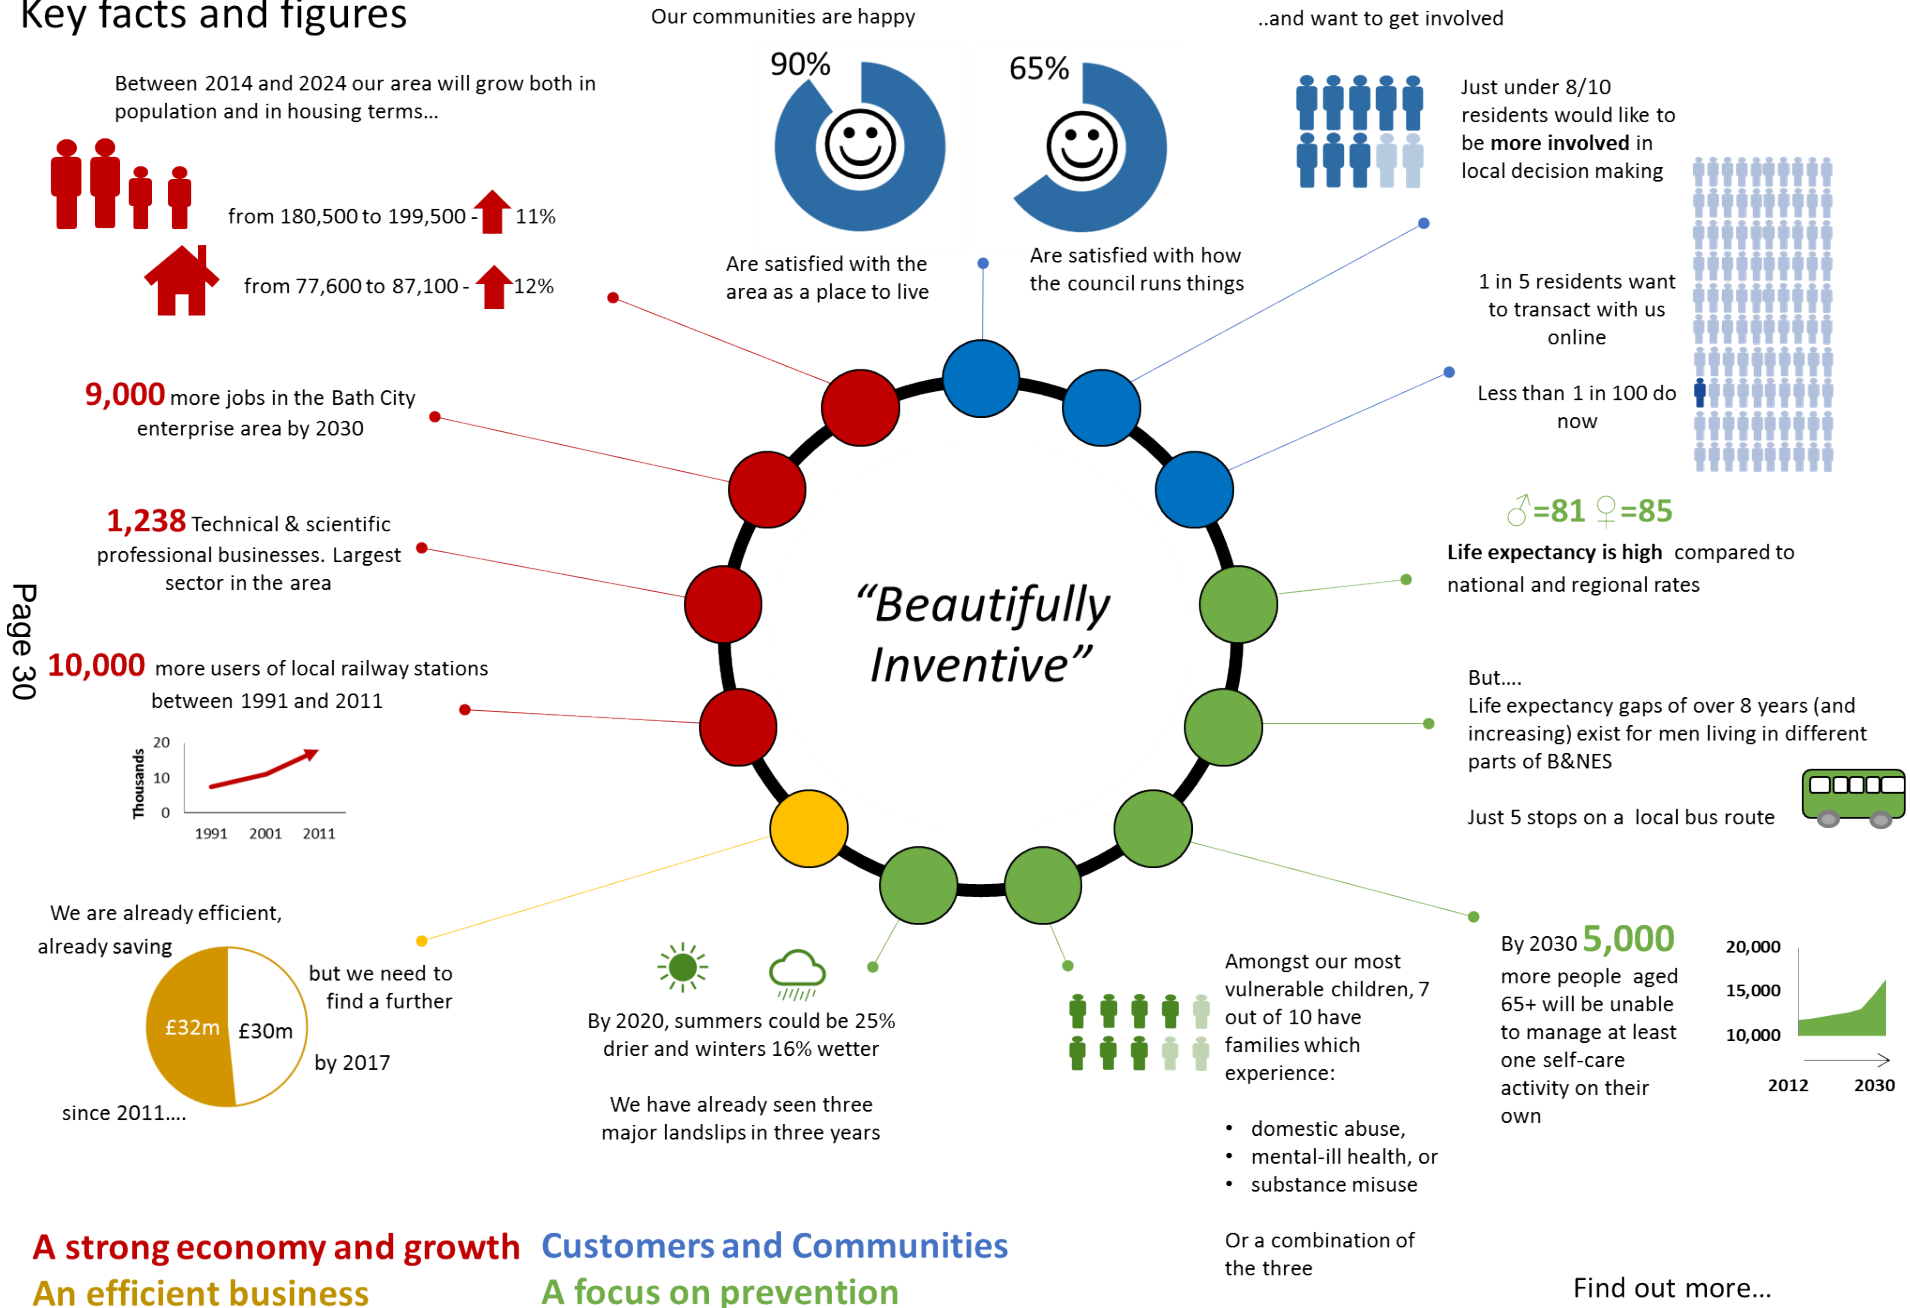 Key facts and figures
Between 2014 and 2024 our area will grow both in
population and in housing terms…
from 180,500 to 199,500 - 11%
from 77,600 to 87,100 - 12%
9,000 more jobs in the Bath City
enterprise area by 2030
1,238 Technical & scientific
professional businesses. Largest
sector in the area
10,000 more users of local railway stations
between 1991 and 2011
Thousands
20
10
0
1991 2001 2011
We are already efficient,
already saving
£32m
£30m
but we need to
find a further
by 2017
since 2011….
Our communities are happy
90%
65%
Are satisfied with the
area as a place to live
Are satisfied with how
the council runs things
..and want to get involved
Just under 8/10
residents would like to
be more involved in
local decision making
1 in 5 residents want
to transact with us
online
Less than 1 in 100 do
now
♂=81 ♀=85
Life expectancy is high compared to
national and regional rates
But….
Life expectancy gaps of over 8 years (and
increasing) exist for men living in different
parts of B&NES
Just 5 stops on a local bus route
By 2030 5,000
more people aged
65+ will be unable
to manage at least
one self-care
activity on their
own
20,000
15,000
10,000
2012 2030
Amongst our most
vulnerable children, 7
out of 10 have
families which
experience:
• domestic abuse,
• mental-ill health, or
• substance misuse
Or a combination of
the three
By 2020, summers could be 25%
drier and winters 16% wetter
We have already seen three
major landslips in three years
“Beautifully
Inventive”
Page 30
A strong economy and growth
Customers and Communities
An efficient business
A focus on prevention
Find out more…